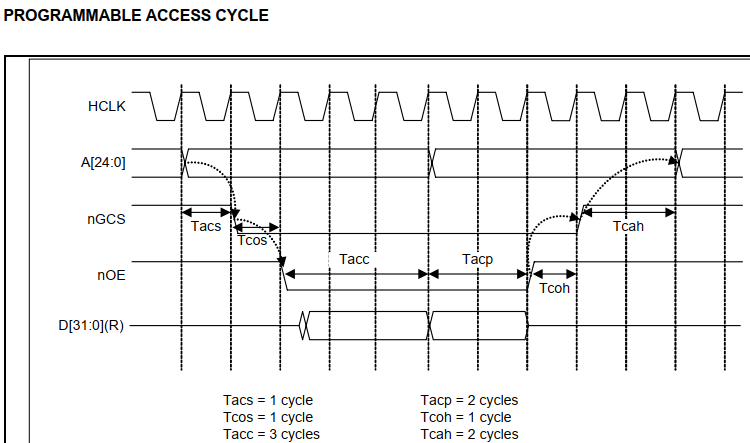 PROGRAMMABLE ACCESS CYCLE
HCLK
A[24:0]
nGCS
Tacs
Tcah
Tcos
nOE
Tacc
Tacp
Tcoh
D[31:0](R)
Tacs = 1 cycle
Tacp = 2 cycles
Tcos = 1 cycle
Tcoh = 1 cycle
Tacc = 3 cycles
Tcah = 2 cycles